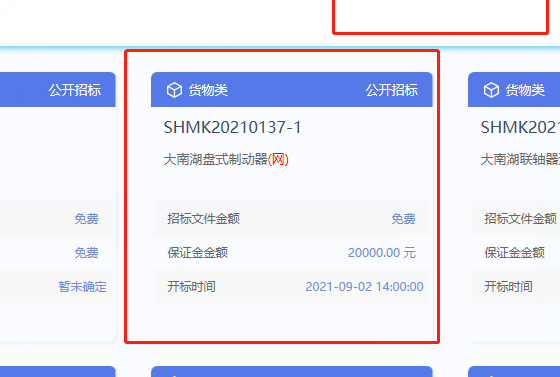 公开招标
免费
免费
暂未确定
货物类 公开招标
SHMK20210137-1
大南湖盘式制动器(网)
招标文件金额 免费
保证金金额 20000.00 元
开标时间 2021-09-02 14:00:00
货物类
SHMK202
大南湖联轴器
招标文件金额
保证金金额
开标时间